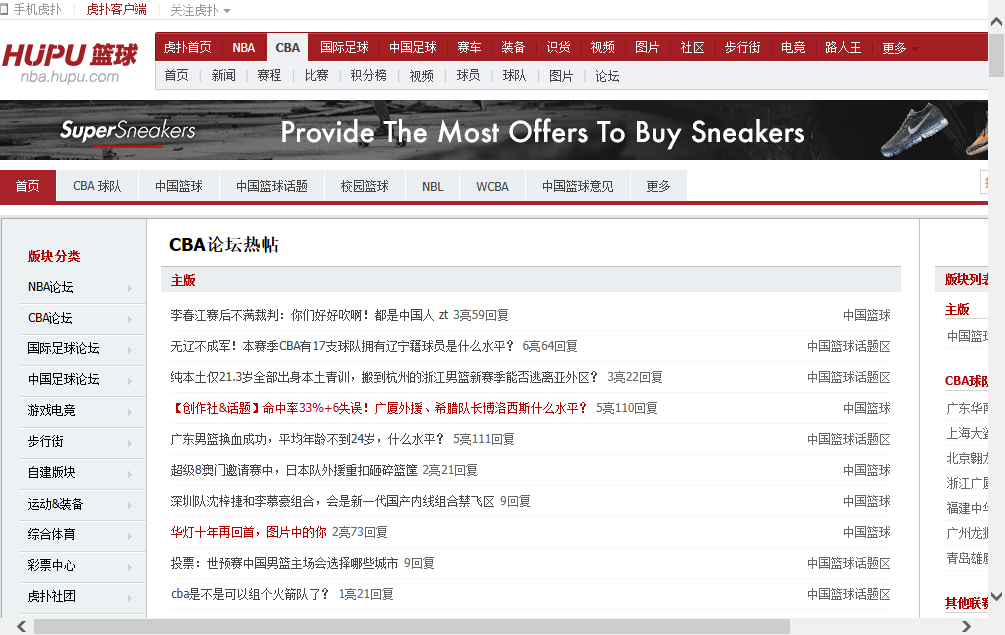 手机虎扑 虎扑客户端 关注虎扑
HUPU 篮球
nba.hupu.com
虎扑首页 NBA CBA 国际足球 中国足球 赛车 装备 识货 视频 图片 社区 步行街 电竞 路人王 更多
首页 新闻 赛程 比赛 积分榜 视频 球员 球队 图片 论坛
SuperSneakers Provide The Most Offers To Buy Sneakers
首页 CBA 球队 中国篮球 中国篮球话题 校园篮球 NBL WCBA 中国篮球意见 更多
版块分类
NBA论坛
CBA论坛
国际足球论坛
中国足球论坛
游戏电竞
步行街
自建版块
运动&装备
综合体育
彩票中心
虎扑社团
CBA论坛热帖
主版
李春江赛后不满裁判：你们好好吹啊！都是中国人 zt 3亮59回复 中国篮球
无辽不成军！本赛季CBA有17支球队拥有辽宁籍球员是什么水平？ 6亮64回复 中国篮球话题区
纯本土仅21.3岁全部出身本土青训，搬到杭州的浙江男篮新赛季能否逃离亚外区？ 3亮22回复 中国篮球话题区
【创作社&话题】命中率33%+6失误！广厦外援、希腊队长博洛西斯什么水平？ 5亮110回复 中国篮球
广东男篮换血成功，平均年龄不到24岁，什么水平？ 5亮111回复 中国篮球话题区
超级8澳门邀请赛中，日本队外援重扣砸碎篮筐 2亮21回复 中国篮球
深圳队沈梓捷和李慕豪组合，会是新一代国产内线组合禁飞区 9回复 中国篮球
华灯十年再回首，图片中的你 2亮73回复 中国篮球
投票：世预赛中国男篮主场会选择哪些城市 9回复 中国篮球话题区
cba是不是可以组个火箭队了？ 1亮21回复 中国篮球话题区
版块列表
主版
中国篮球
CBA球队
广东华南
上海大鲨
北京翱龙
浙江广厦
福建中华
广州龙狮
青岛雄鹰
其他联赛